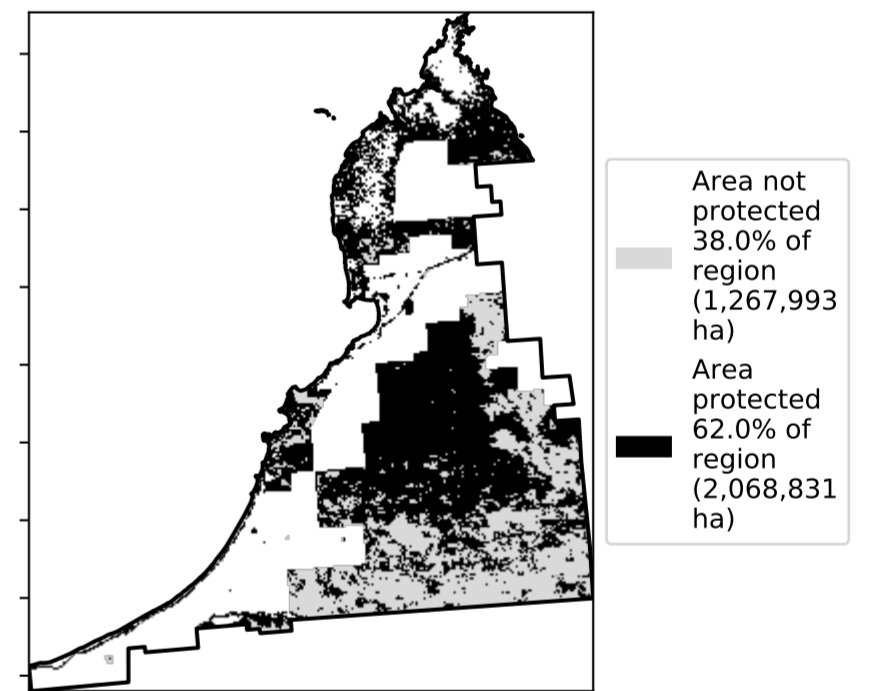 Area not
protected
38.0% of
region
(1,267,993
ha)
Area
protected
62.0% of
region
(2,068,831
ha)